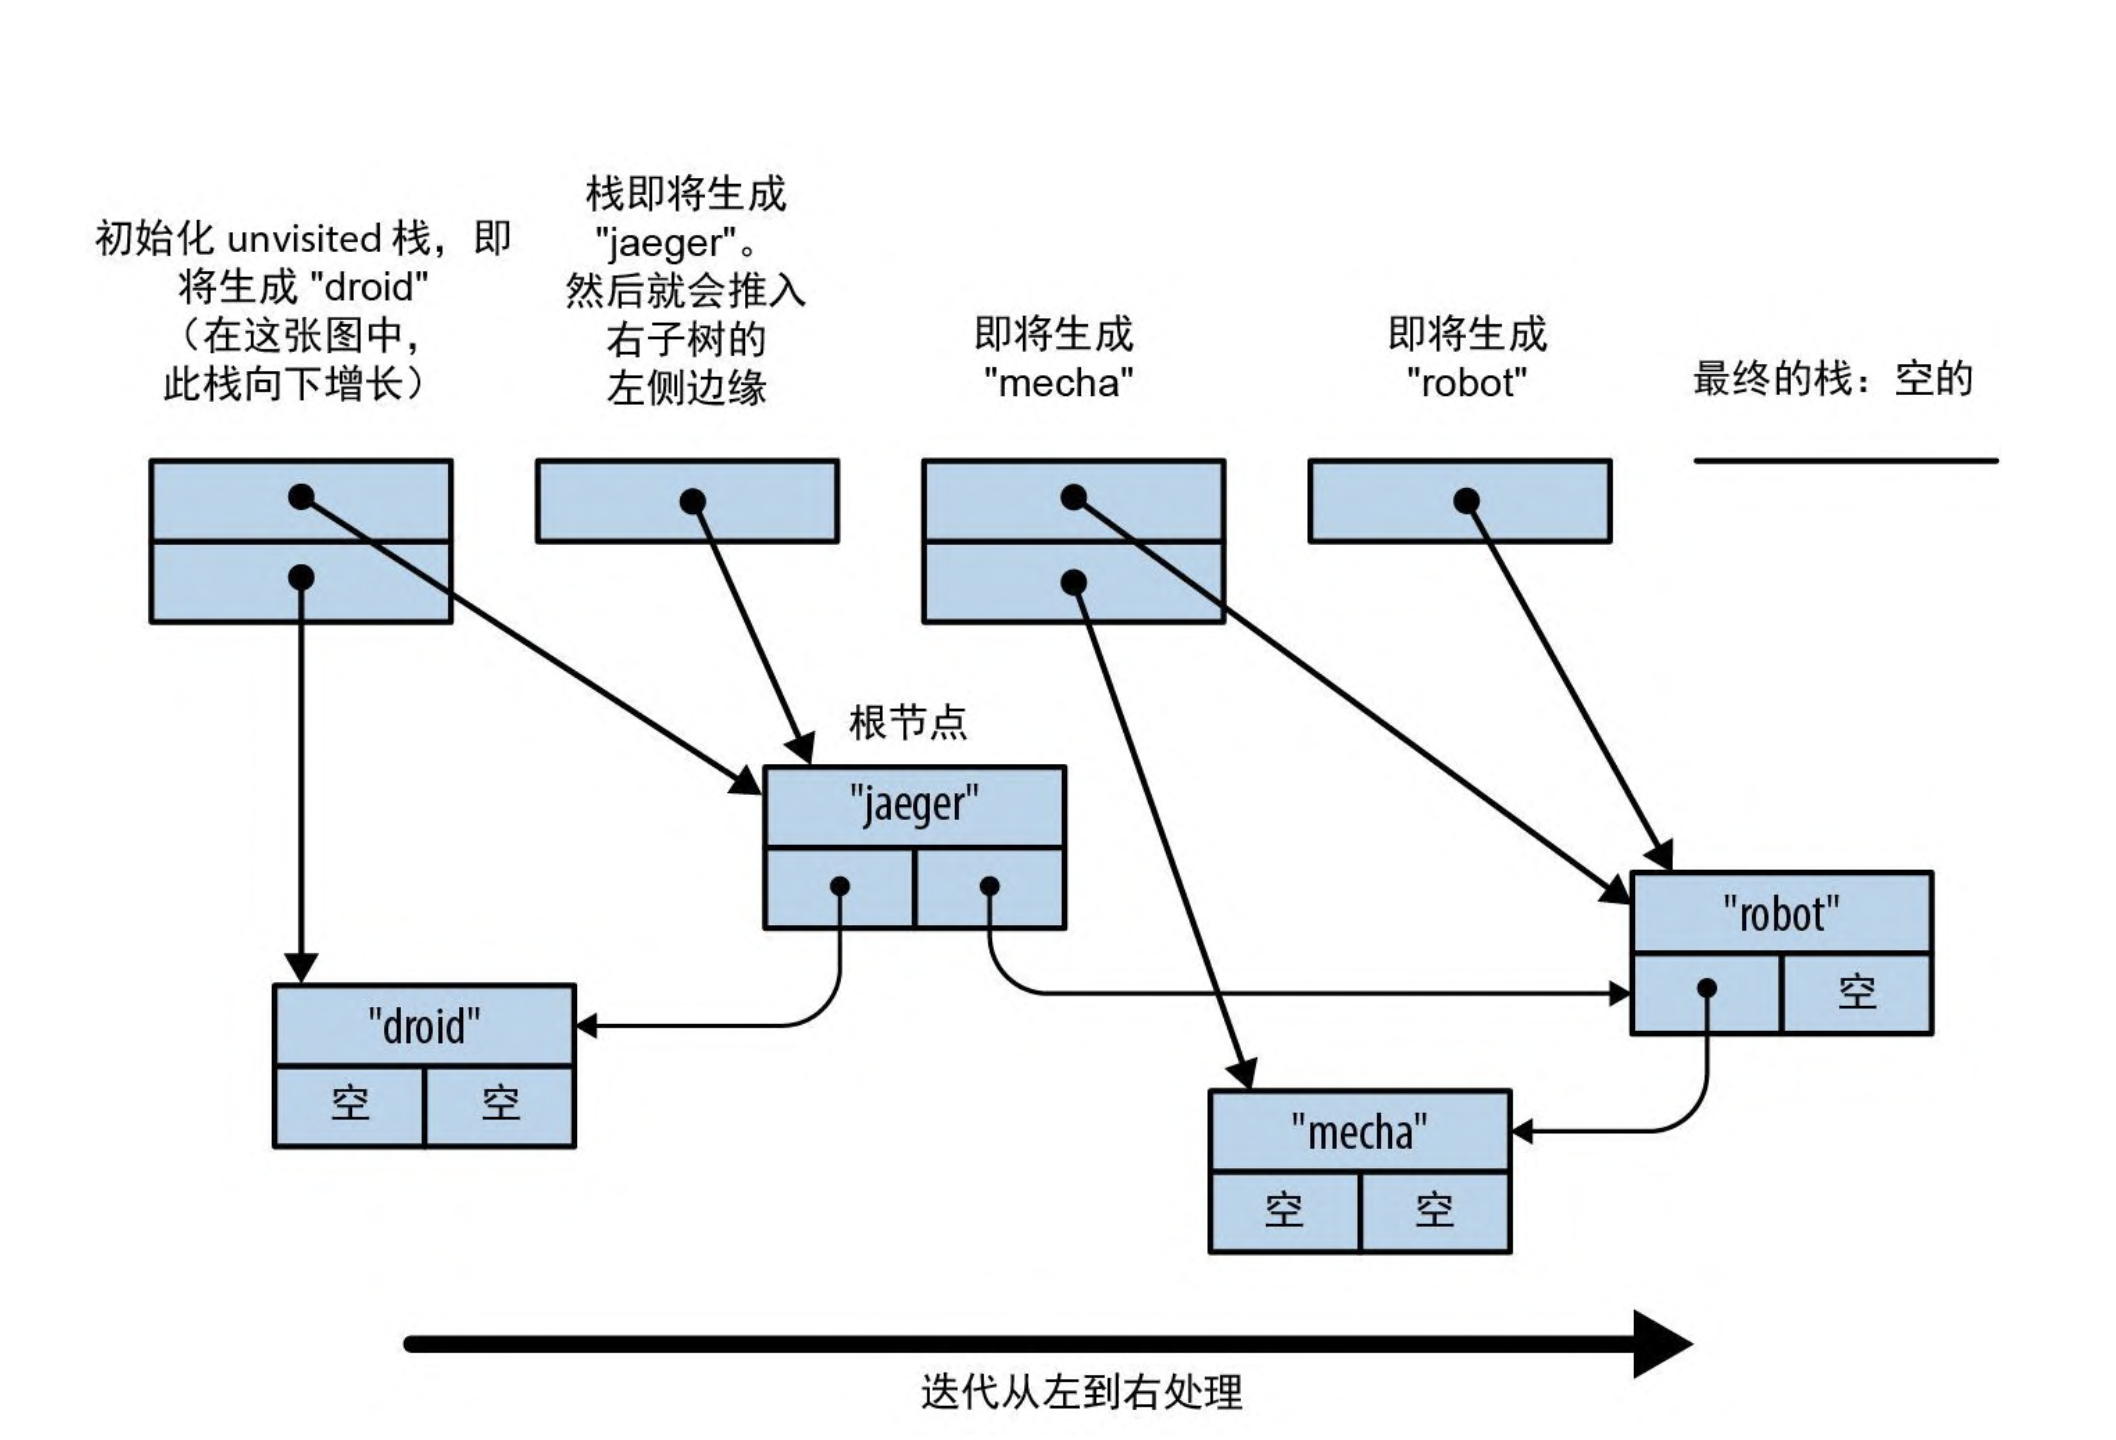 初始化 unvisited 栈，即
将生成 "droid"
（在这张图中，
此栈向下增长）
栈即将生成
"jaeger"。
然后就会推入
右子树的
左侧边缘
即将生成
"mecha"
即将生成
"robot"
最终的栈：空的
根节点
"jaeger"
"robot"
空
"droid"
空 空
"mecha"
空 空
迭代从左到右处理